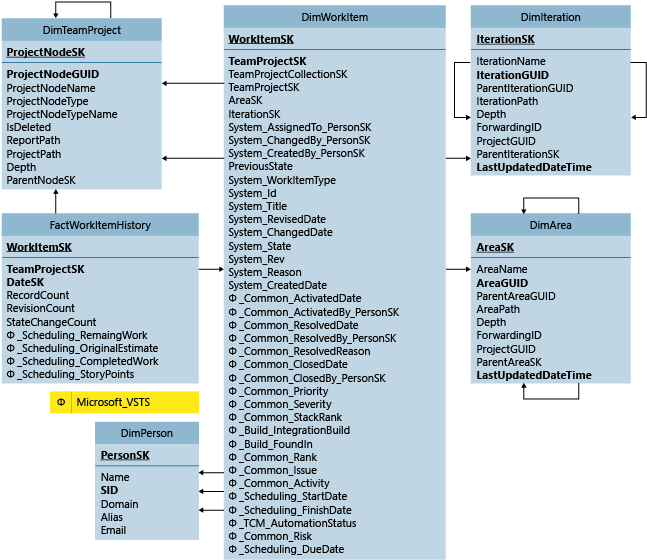 DimTeamProject
ProjectNodeSK
ProjectNodeGUID
ProjectNodeName
ProjectNodeType
ProjectNodeTypeName
IsDeleted
ReportPath
ProjectPath
Depth
ParentNodeSK
FactWorkItemHistory
WorkItemSK
TeamProjectSK
DateSK
RecordCount
RevisionCount
StateChangeCount
Φ _Scheduling_RemaingWork
Φ _Scheduling_OriginalEstimate
Φ _Scheduling_CompletedWork
Φ _Scheduling_StoryPoints
Φ Microsoft_VSTS
DimPerson
PersonSK
Name
SID
Domain
Alias
Email
DimWorkItem
WorkItemSK
TeamProjectSK
TeamProjectCollectionSK
TeamProjectSK
AreaSK
IterationSK
System_AssignedTo_PersonSK
System_ChangedBy_PersonSK
System_CreatedBy_PersonSK
PreviousState
System_WorkItemType
System_Id
System_Title
System_RevisedDate
System_ChangedDate
System_State
System_Rev
System_Reason
System_CreatedDate
Φ _Common_ActivatedDate
Φ _Common_ActivatedBy_PersonSK
Φ _Common_ResolvedDate
Φ _Common_ResolvedBy_PersonSK
Φ _Common_ResolvedReason
Φ _Common_ClosedDate
Φ _Common_ClosedBy_PersonSK
Φ _Common_Priority
Φ _Common_Severity
Φ _Common_StackRank
Φ _Build_IntegrationBuild
Φ _Build_FoundIn
Φ _Common_Rank
Φ _Common_Issue
Φ _Common_Activity
Φ _Scheduling_StartDate
Φ _Scheduling_FinishDate
Φ _TCM_AutomationStatus
Φ _Common_Risk
Φ _Scheduling_DueDate
DimIteration
IterationSK
IterationName
IterationGUID
ParentIterationGUID
IterationPath
Depth
ForwardingID
ProjectGUID
ParentIterationSK
LastUpdatedDateTime
DimArea
AreaSK
AreaName
AreaGUID
ParentAreaGUID
AreaPath
Depth
ForwardingID
ProjectGUID
ParentAreaSK
LastUpdatedDateTime